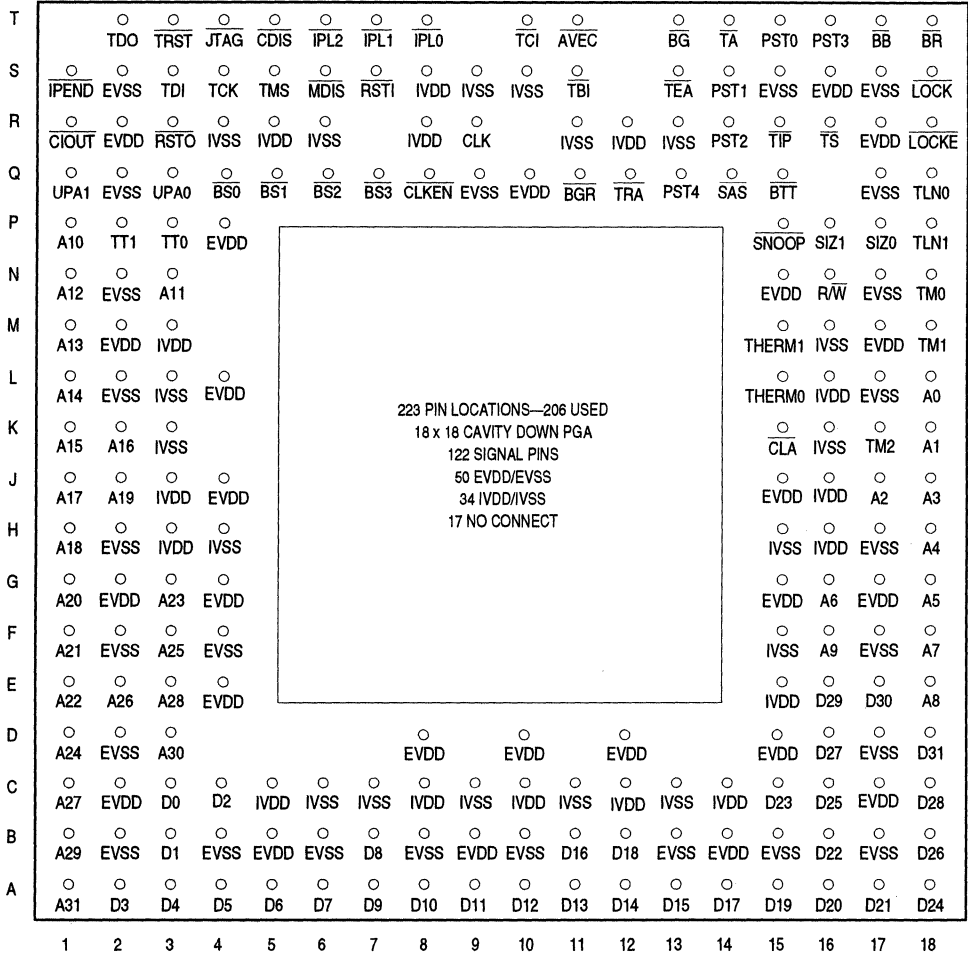 T
TDO TRST JTAG CDIS IPL2 IPL1 IPL0 TCI AVEC BG TA PST0 PST3 BB BR
S
IPEND EVSS TDI TCK TMS MDIS RSTI IVDD IVSS IVSS TBI TEA PST1 EVSS EVDD EVSS LOCK
R
CIOUT EVDD RSTO IVSS IVDD IVSS IVDD CLK IVSS IVDD IVSS PST2 TIP TS EVDD LOCKE
Q
UPA1 EVSS UPA0 BS0 BS1 BS2 BS3 CLKEN EVSS EVDD BGR TRA PST4 SAS BTT EVSS TLN0
P
A10 TT1 TT0 EVDD SNOOP SIZ1 SIZ0 TLN1
N
A12 EVSS A11 EVDD R/W EVSS TM0
M
A13 EVDD IVDD THERM1 IVSS EVDD TM1
L
A14 EVSS IVSS EVDD THERM0 IVDD EVSS A0
223 PIN LOCATIONS—206 USED
18 x 18 CAVITY DOWN PGA
122 SIGNAL PINS
50 EVDD/EVSS
34 IVDD/IVSS
17 NO CONNECT
K
A15 A16 IVSS CLA IVSS TM2 A1
J
A17 A19 IVDD EVDD EVDD IVDD A2 A3
H
A18 EVSS IVDD IVSS IVSS IVDD EVSS A4
G
A20 EVDD A23 EVDD EVDD A6 EVDD A5
F
A21 EVSS A25 EVSS IVSS A9 EVSS A7
E
A22 A26 A28 EVDD IVDD D29 D30 A8
D
A24 EVSS A30 EVDD EVDD EVDD EVDD D27 EVSS D31
C
A27 EVDD D0 D2 IVDD IVSS IVSS IVDD IVSS IVDD IVSS IVDD IVSS IVDD D23 D25 EVDD D28
B
A29 EVSS D1 EVSS EVDD EVSS D8 EVSS EVDD EVSS D16 D18 EVSS EVDD EVSS D22 EVSS D26
A
A31 D3 D4 D5 D6 D7 D9 D10 D11 D12 D13 D14 D15 D17 D19 D20 D21 D24
1 2 3 4 5 6 7 8 9 10 11 12 13 14 15 16 17 18